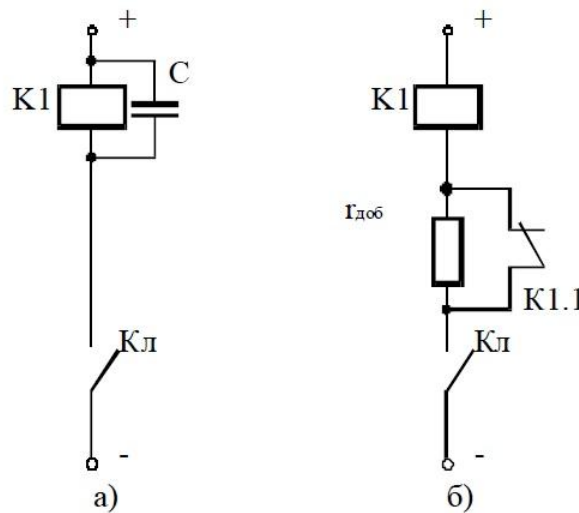 + +
C
K1 K1
rдоб
K1.1
Кл Кл
- -
а) б)